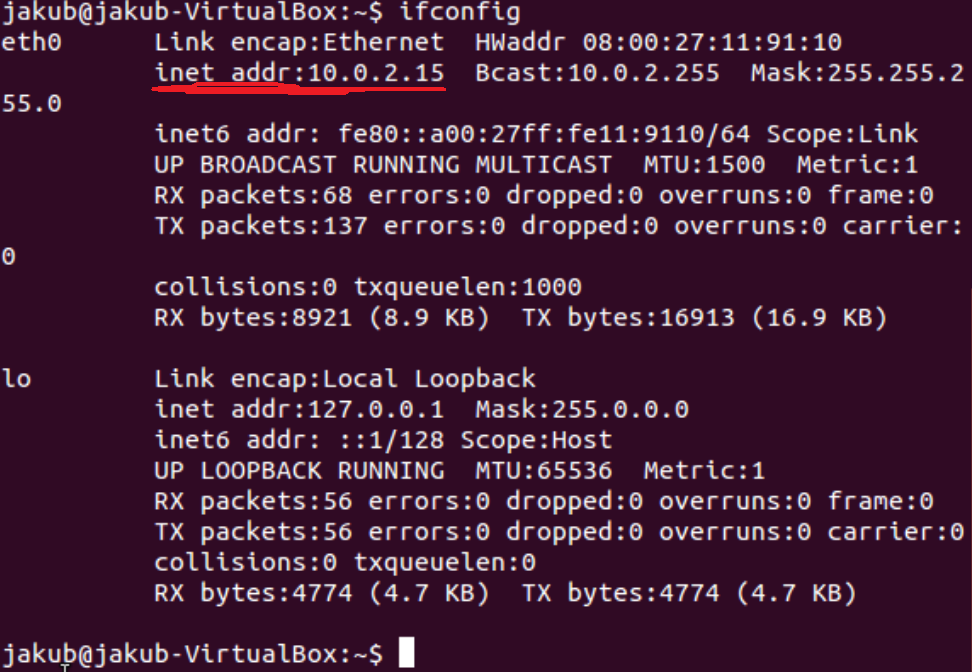 jakub@jakub-VirtualBox:~$ ifconfig
eth0      Link encap:Ethernet  HWaddr 08:00:27:11:91:10
          inet addr:10.0.2.15  Bcast:10.0.2.255  Mask:255.255.2
55.0
          inet6 addr: fe80::a00:27ff:fe11:9110/64 Scope:Link
          UP BROADCAST RUNNING MULTICAST  MTU:1500  Metric:1
          RX packets:68 errors:0 dropped:0 overruns:0 frame:0
          TX packets:137 errors:0 dropped:0 overruns:0 carrier:
0
          collisions:0 txqueuelen:1000
          RX bytes:8921 (8.9 KB)  TX bytes:16913 (16.9 KB)

lo        Link encap:Local Loopback
          inet addr:127.0.0.1  Mask:255.0.0.0
          inet6 addr: ::1/128 Scope:Host
          UP LOOPBACK RUNNING  MTU:65536  Metric:1
          RX packets:56 errors:0 dropped:0 overruns:0 frame:0
          TX packets:56 errors:0 dropped:0 overruns:0 carrier:0
          collisions:0 txqueuelen:0
          RX bytes:4774 (4.7 KB)  TX bytes:4774 (4.7 KB)

jakub@jakub-VirtualBox:~$